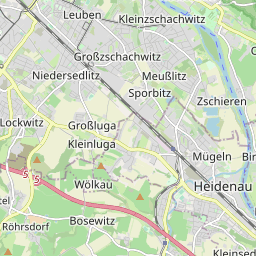 Leuben
Kleinzschachwitz
Großzschachwitz
Niedersedlitz
Meußlitz
Sporbitz
Zschieren
Lockwitz
Großluga
Kleinluga
Mügeln
Wölkau
Heidenau
Bosewitz
Röhrsdorf